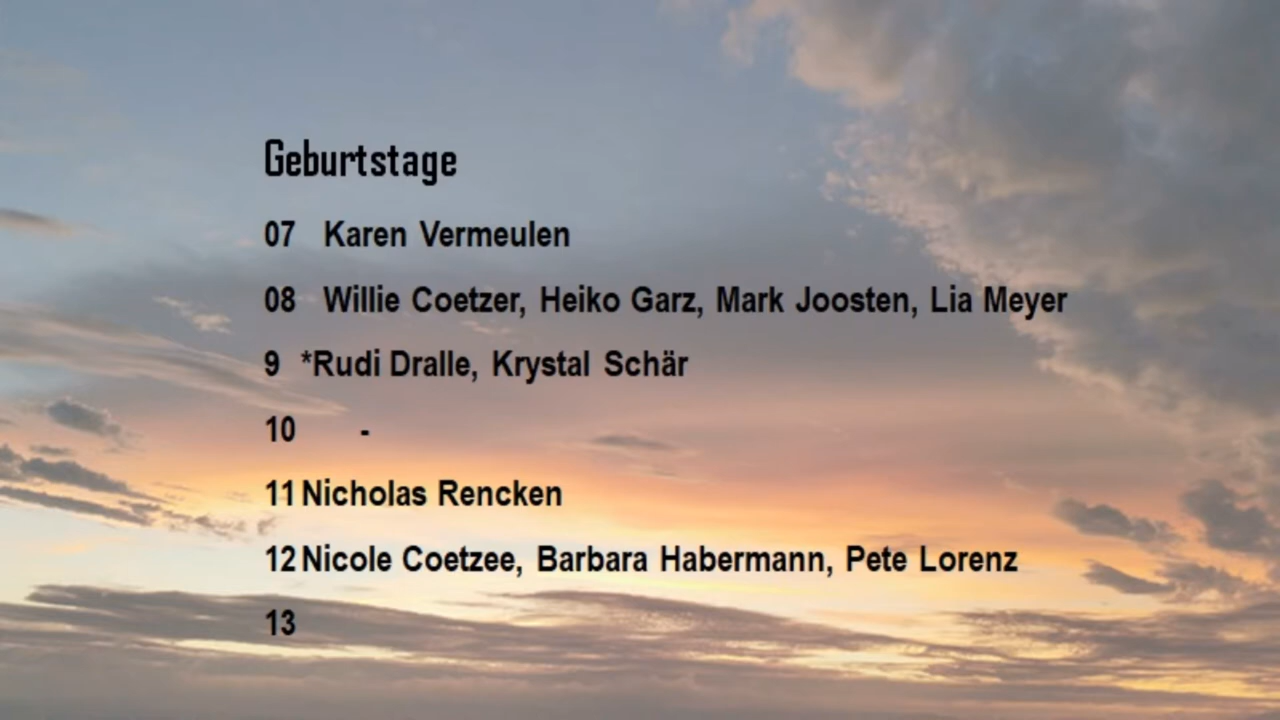 Geburtstage
07 Karen Vermeulen
08 Willie Coetzer, Heiko Garz, Mark Joosten, Lia Meyer
9 *Rudi Dralle, Krystal Schär
10 -
11 Nicholas Rencken
12 Nicole Coetzee, Barbara Habermann, Pete Lorenz
13